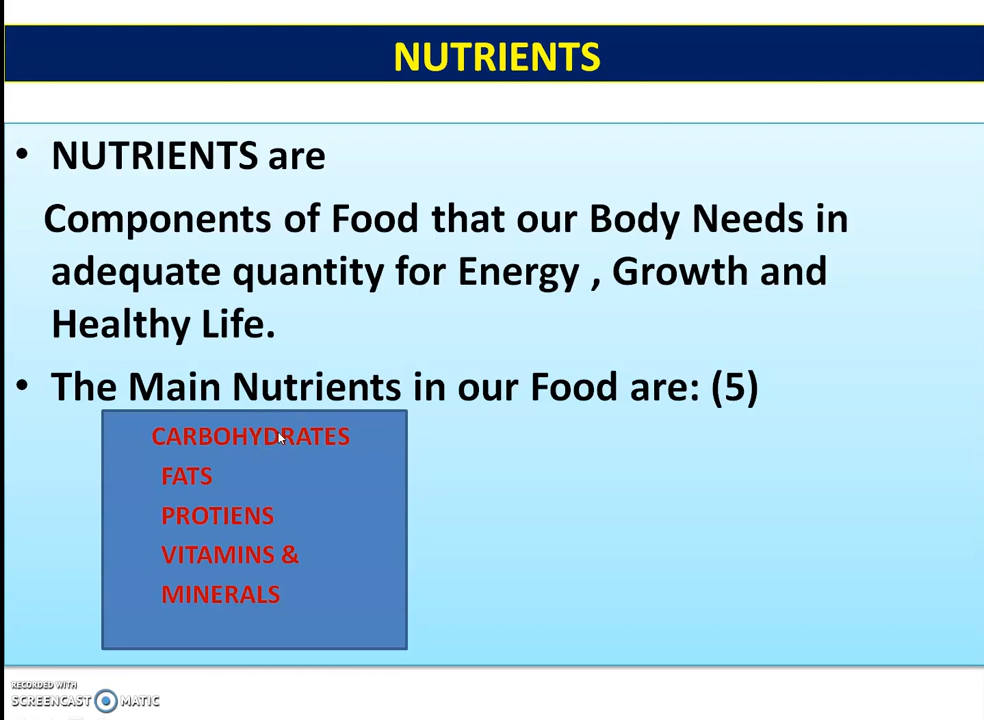 NUTRIENTS
• NUTRIENTS are
Components of Food that our Body Needs in
adequate quantity for Energy , Growth and
Healthy Life.
• The Main Nutrients in our Food are: (5)
CARBOHYDRATES
FATS
PROTIENS
VITAMINS &
MINERALS
RECORDED WITH
SCREENCAST MATIC